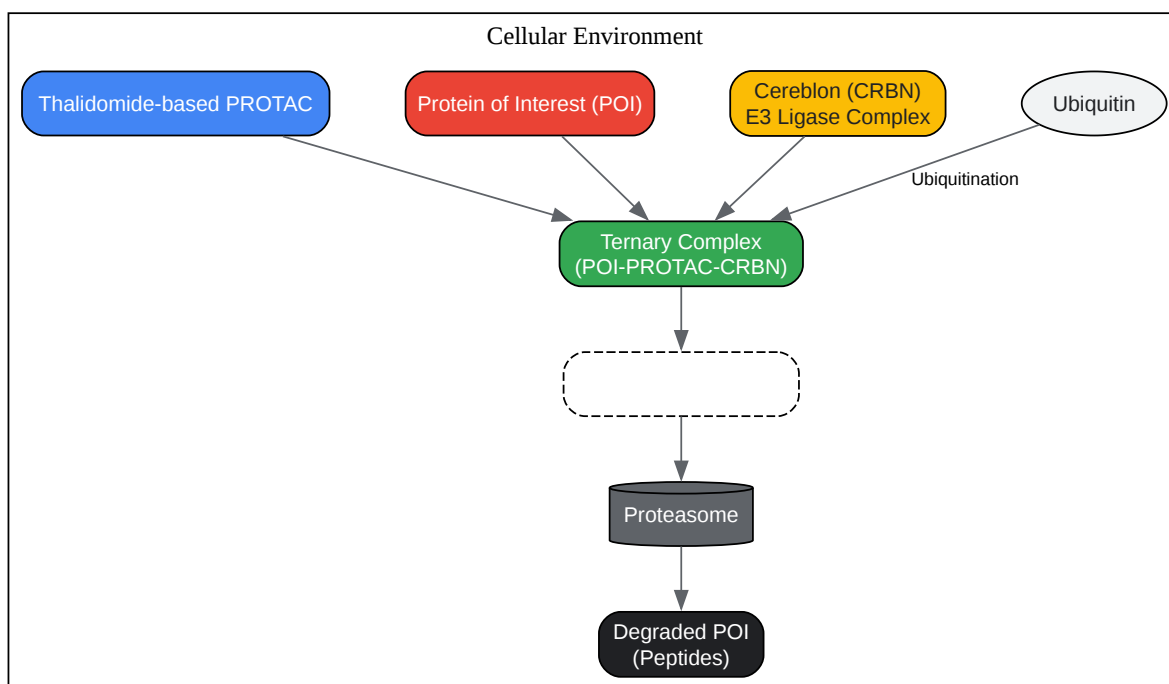 Cellular Environment
Thalidomide-based PROTAC
Protein of Interest (POI)
Cereblon (CRBN)
E3 Ligase Complex
Ubiquitin
Ubiquitination
Ternary Complex
(POI-PROTAC-CRBN)
Proteasome
Degraded POI
(Peptides)